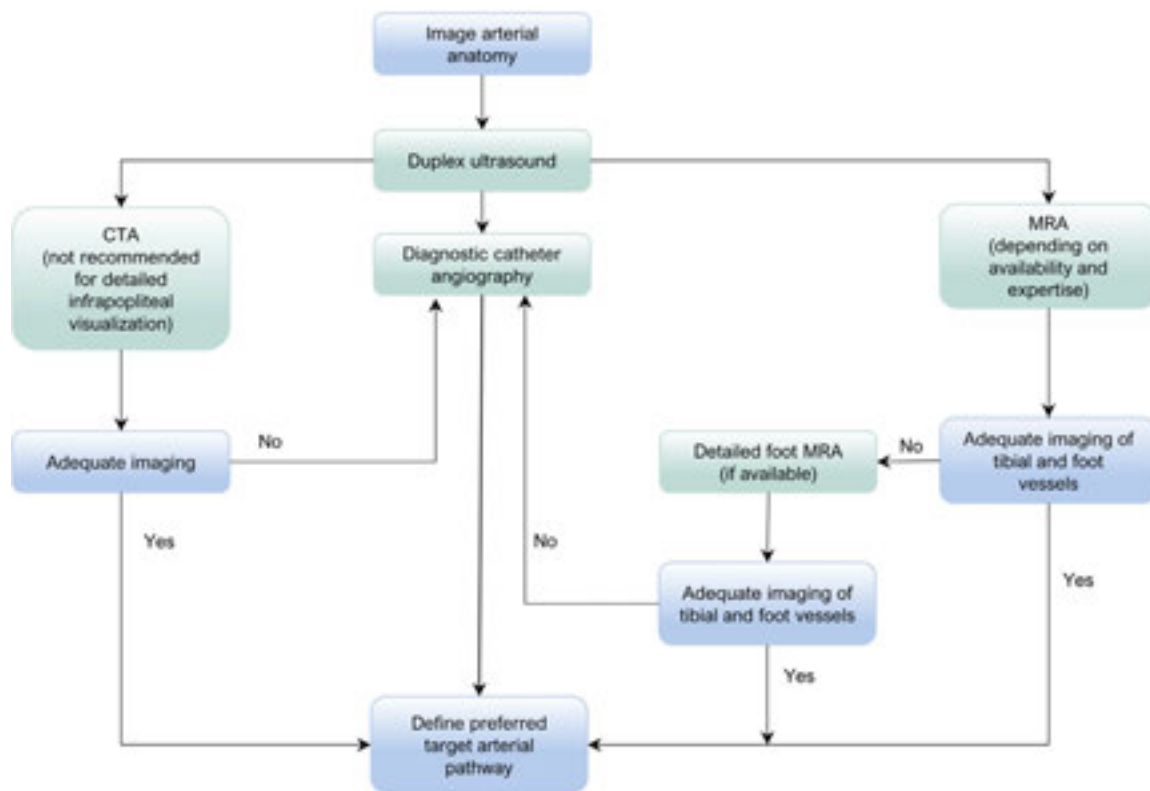 Image arterial
anatomy
Duplex ultrasound
CTA
(not recommended
for detailed
infrapopliteal
visualization)
Diagnostic catheter
angiography
MRA
(depending on
availability and
expertise)
Adequate imaging
No
Detailed foot MRA
(if available)
No
Adequate imaging of
tibial and foot
vessels
Yes
No
Adequate imaging of
tibial and foot vessels
Yes
Yes
Define preferred
target arterial
pathway